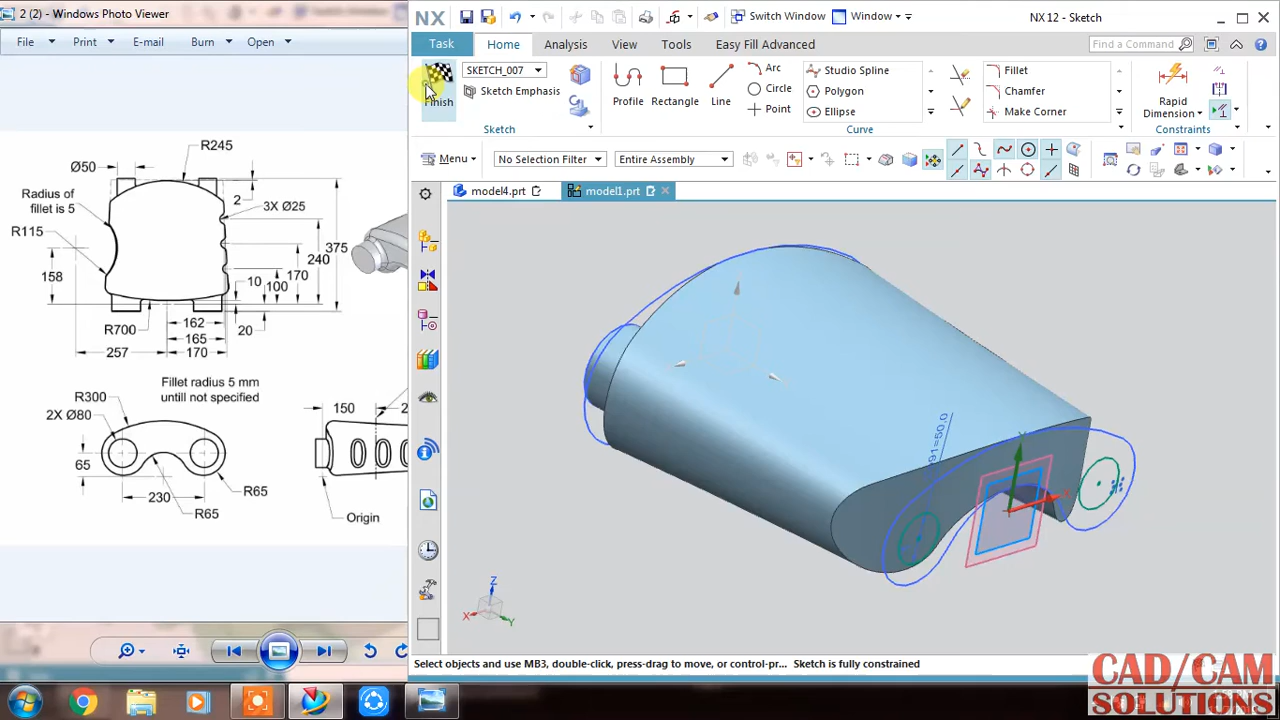 2 (2) - Windows Photo Viewer
File Print E-mail Burn Open
NX NX 12 - Sketch
Switch Window Window
Task Home Analysis View Tools Easy Fill Advanced Find a Command
Finish SKETCH_007
Sketch Emphasis
Profile Rectangle Line
Arc
Circle
Point
Studio Spline
Polygon
Ellipse
Fillet
Chamfer
Make Corner
Rapid
Dimension
Sketch Curve Constraints
Menu No Selection Filter Entire Assembly
model4.prt model1.prt
R245
Ø50
Radius of
fillet is 5
2
3X Ø25
R115
375
240
170
158
10
100
R700
162
20
165
257 170
Fillet radius 5 mm
untill not specified
R300
2X Ø80
150 2
65
230
R65
R65
Origin
91=50.0
Z
X Y
Select objects and use MB3, double-click, press-drag to move, or control-pr... Sketch is fully constrained
CAD/CAM
SOLUTIONS